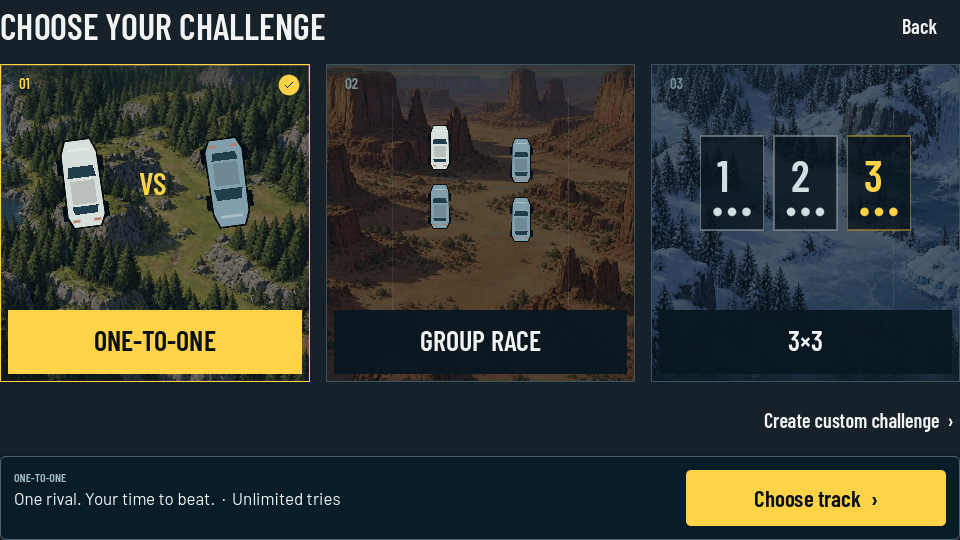 CHOOSE YOUR CHALLENGE
Back
01
VS
ONE-TO-ONE
02
GROUP RACE
03
1 2 3
3×3
Create custom challenge ›
ONE-TO-ONE
One rival. Your time to beat. · Unlimited tries
Choose track ›